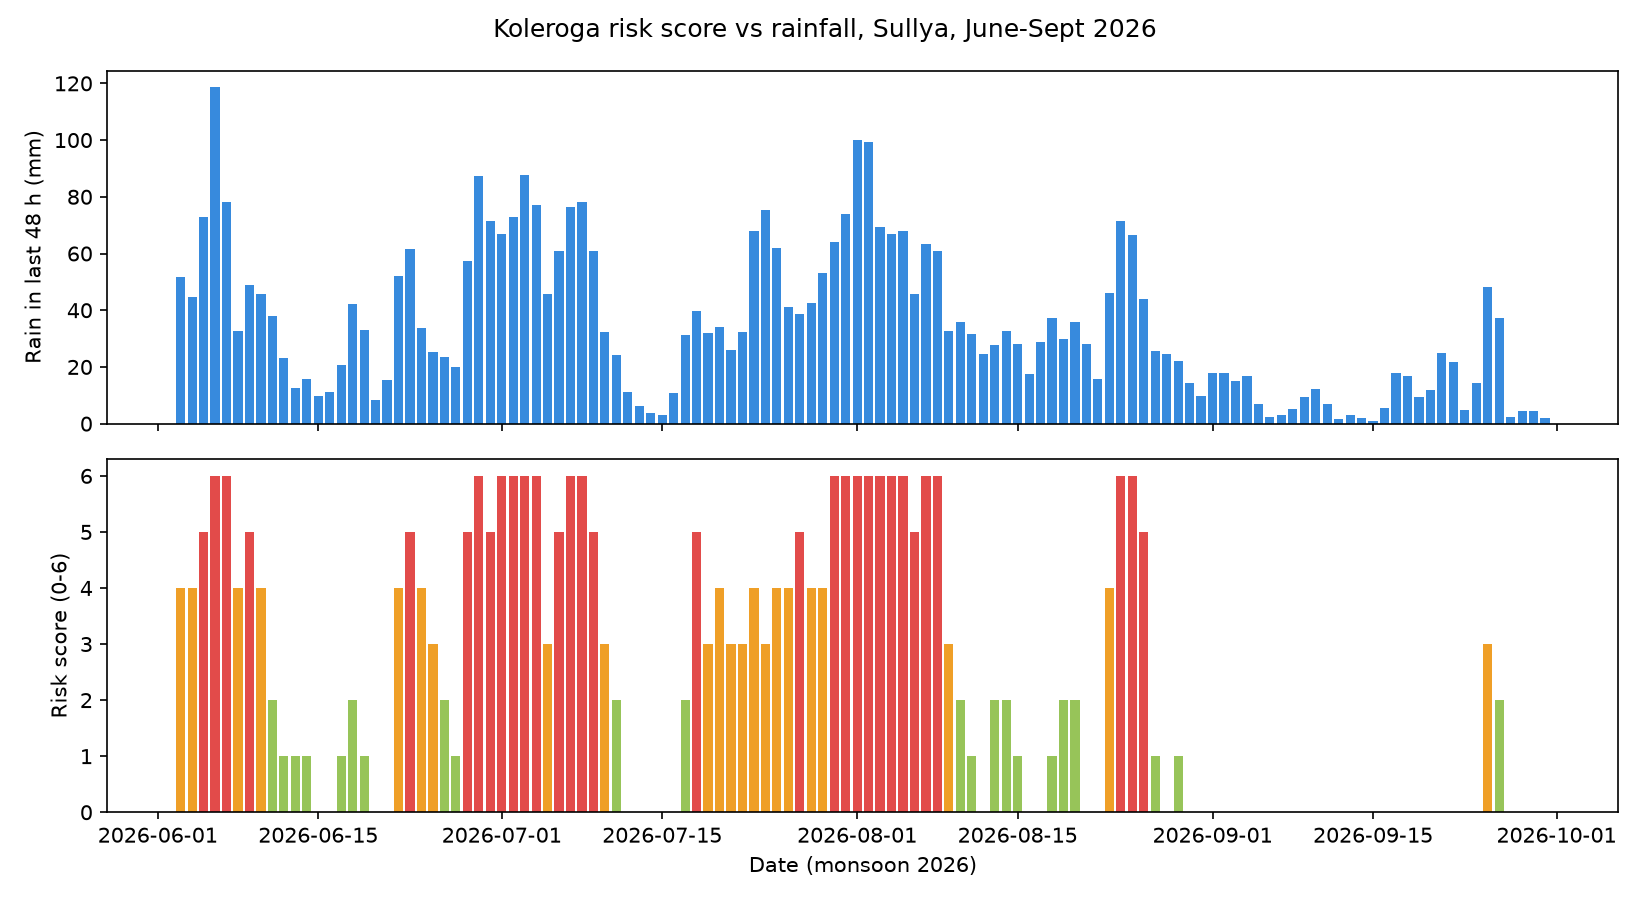 Koleroga risk score vs rainfall, Sullya, June-Sept 2026
Rain in last 48 h (mm)
120
100
80
60
40
20
0
Risk score (0-6)
6
5
4
3
2
1
0
2026-06-01 2026-06-15 2026-07-01 2026-07-15 2026-08-01 2026-08-15 2026-09-01 2026-09-15 2026-10-01
Date (monsoon 2026)